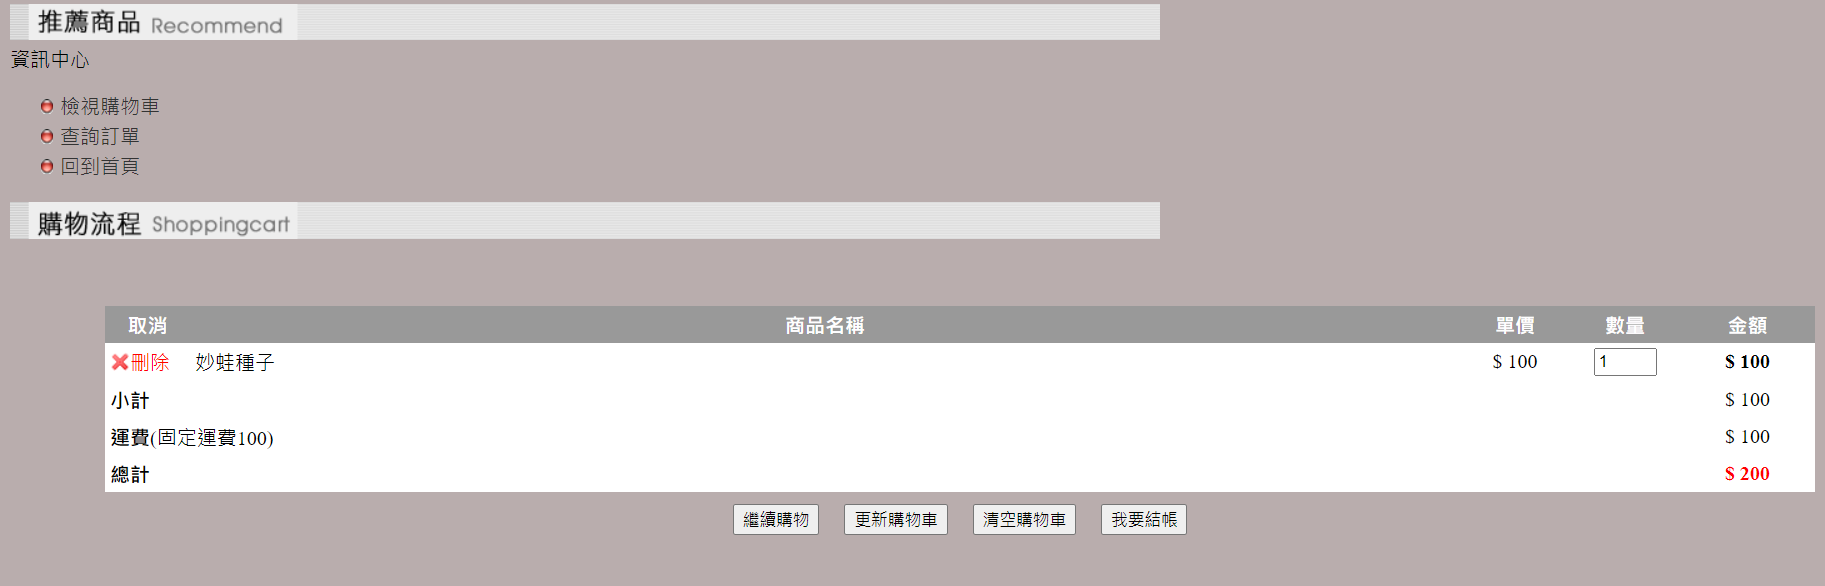 推薦商品 Recommend
資訊中心
檢視購物車
查詢訂單
回到首頁
購物流程 Shoppingcart
取消 商品名稱 單價 數量 金額
刪除 妙蛙種子 $ 100 1 $ 100
小計 $ 100
運費(固定運費100) $ 100
總計 $ 200
繼續購物 更新購物車 清空購物車 我要結帳